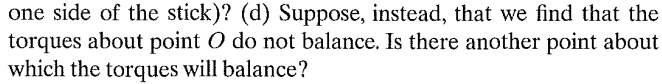 one side of the stick)? (d) Suppose, instead, that we find that the
torques about point O do not balance. Is there another point about
which the torques will balance?